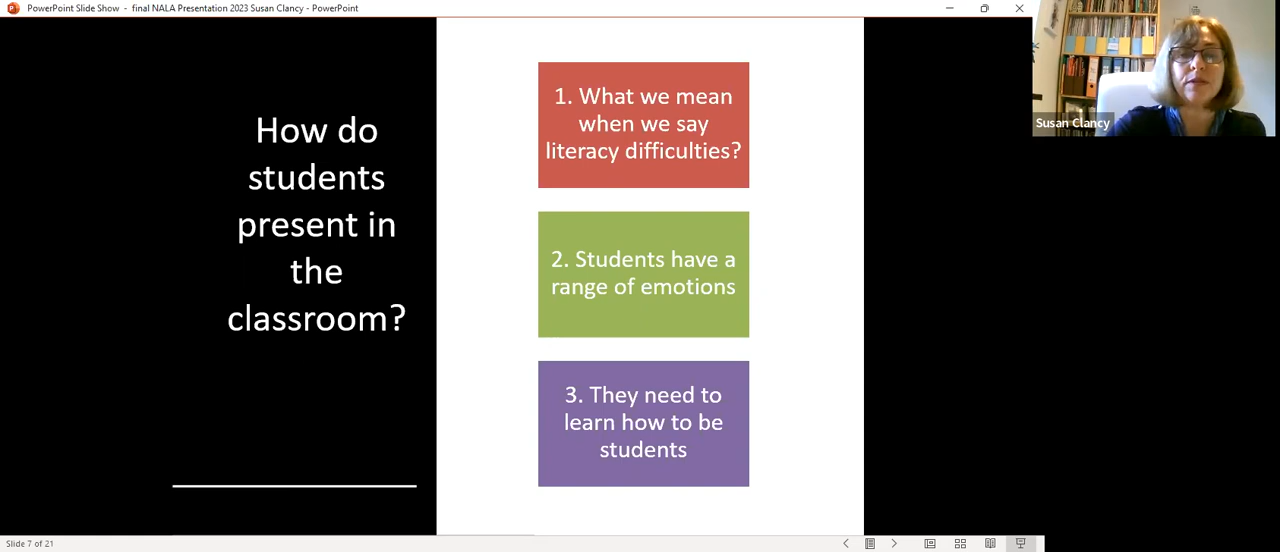 PowerPoint Slide Show - final NALA Presentation 2023 Susan Clancy - PowerPoint
How do
students
present in
the
classroom?
1. What we mean
when we say
literacy difficulties?
2. Students have a
range of emotions
3. They need to
learn how to be
students
Susan Clancy
Slide 7 of 21